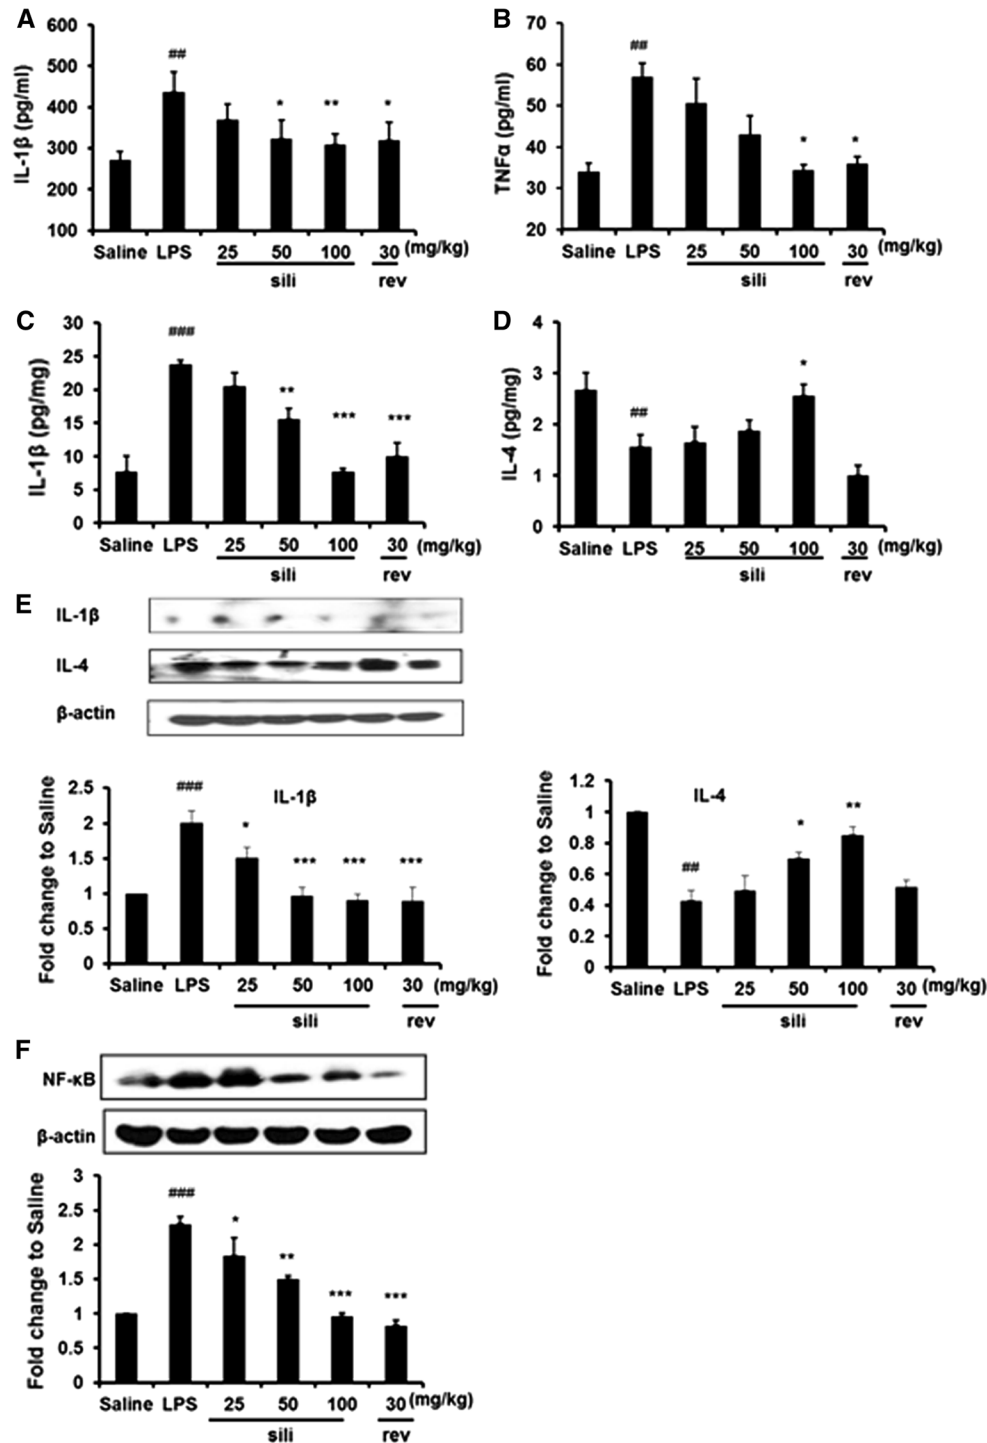 A
IL-1β (pg/ml)
600
500
400
300
200
100
##
*
**
*
Saline LPS 25 50 100 30 (mg/kg)
sili rev
B
TNFα (pg/ml)
70
60
50
40
30
20
##
*
*
Saline LPS 25 50 100 30 (mg/kg)
sili rev
C
IL-1β (pg/mg)
30
25
20
15
10
5
0
###
**
***
***
Saline LPS 25 50 100 30 (mg/kg)
sili rev
D
IL-4 (pg/mg)
4
3
2
1
0
##
*
Saline LPS 25 50 100 30 (mg/kg)
sili rev
E
IL-1β
IL-4
β-actin
Fold change to Saline
2.5
2
1.5
1
0.5
0
IL-1β
###
*
***
***
***
Saline LPS 25 50 100 30 (mg/kg)
sili rev
Fold change to Saline
1.2
1
0.8
0.6
0.4
0.2
0
IL-4
##
*
**
Saline LPS 25 50 100 30 (mg/kg)
sili rev
F
NF-κB
β-actin
Fold change to Saline
3
2.5
2
1.5
1
0.5
0
###
*
**
***
***
Saline LPS 25 50 100 30 (mg/kg)
sili rev